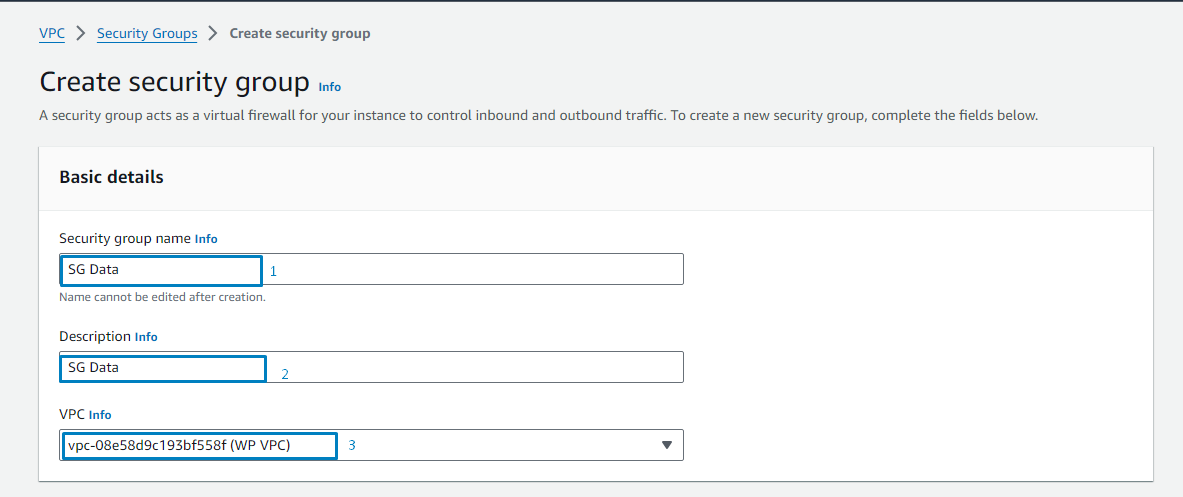 VPC > Security Groups > Create security group
Create security group Info
A security group acts as a virtual firewall for your instance to control inbound and outbound traffic. To create a new security group, complete the fields below.
Basic details
Security group name Info
SG Data 1
Name cannot be edited after creation.
Description Info
SG Data 2
VPC Info
vpc-08e58d9c193bf558f (WP VPC) 3